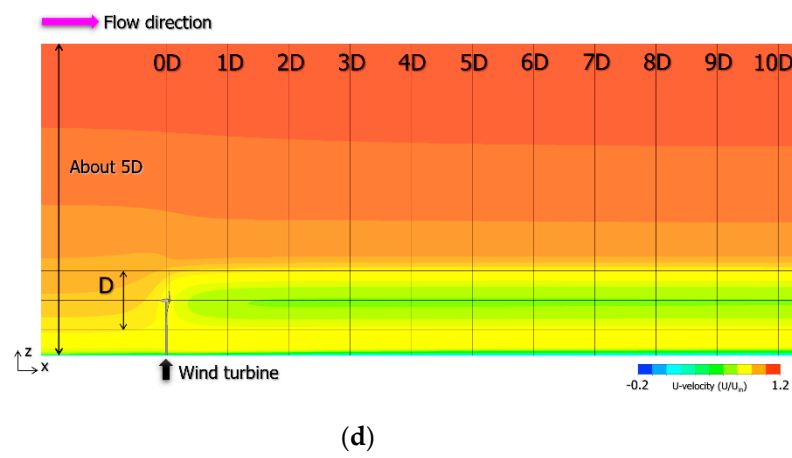 Flow direction
0D 1D 2D 3D 4D 5D 6D 7D 8D 9D 10D
About 5D
D
z
x
Wind turbine
-0.2 U-velocity (U/Uin) 1.2
(d)